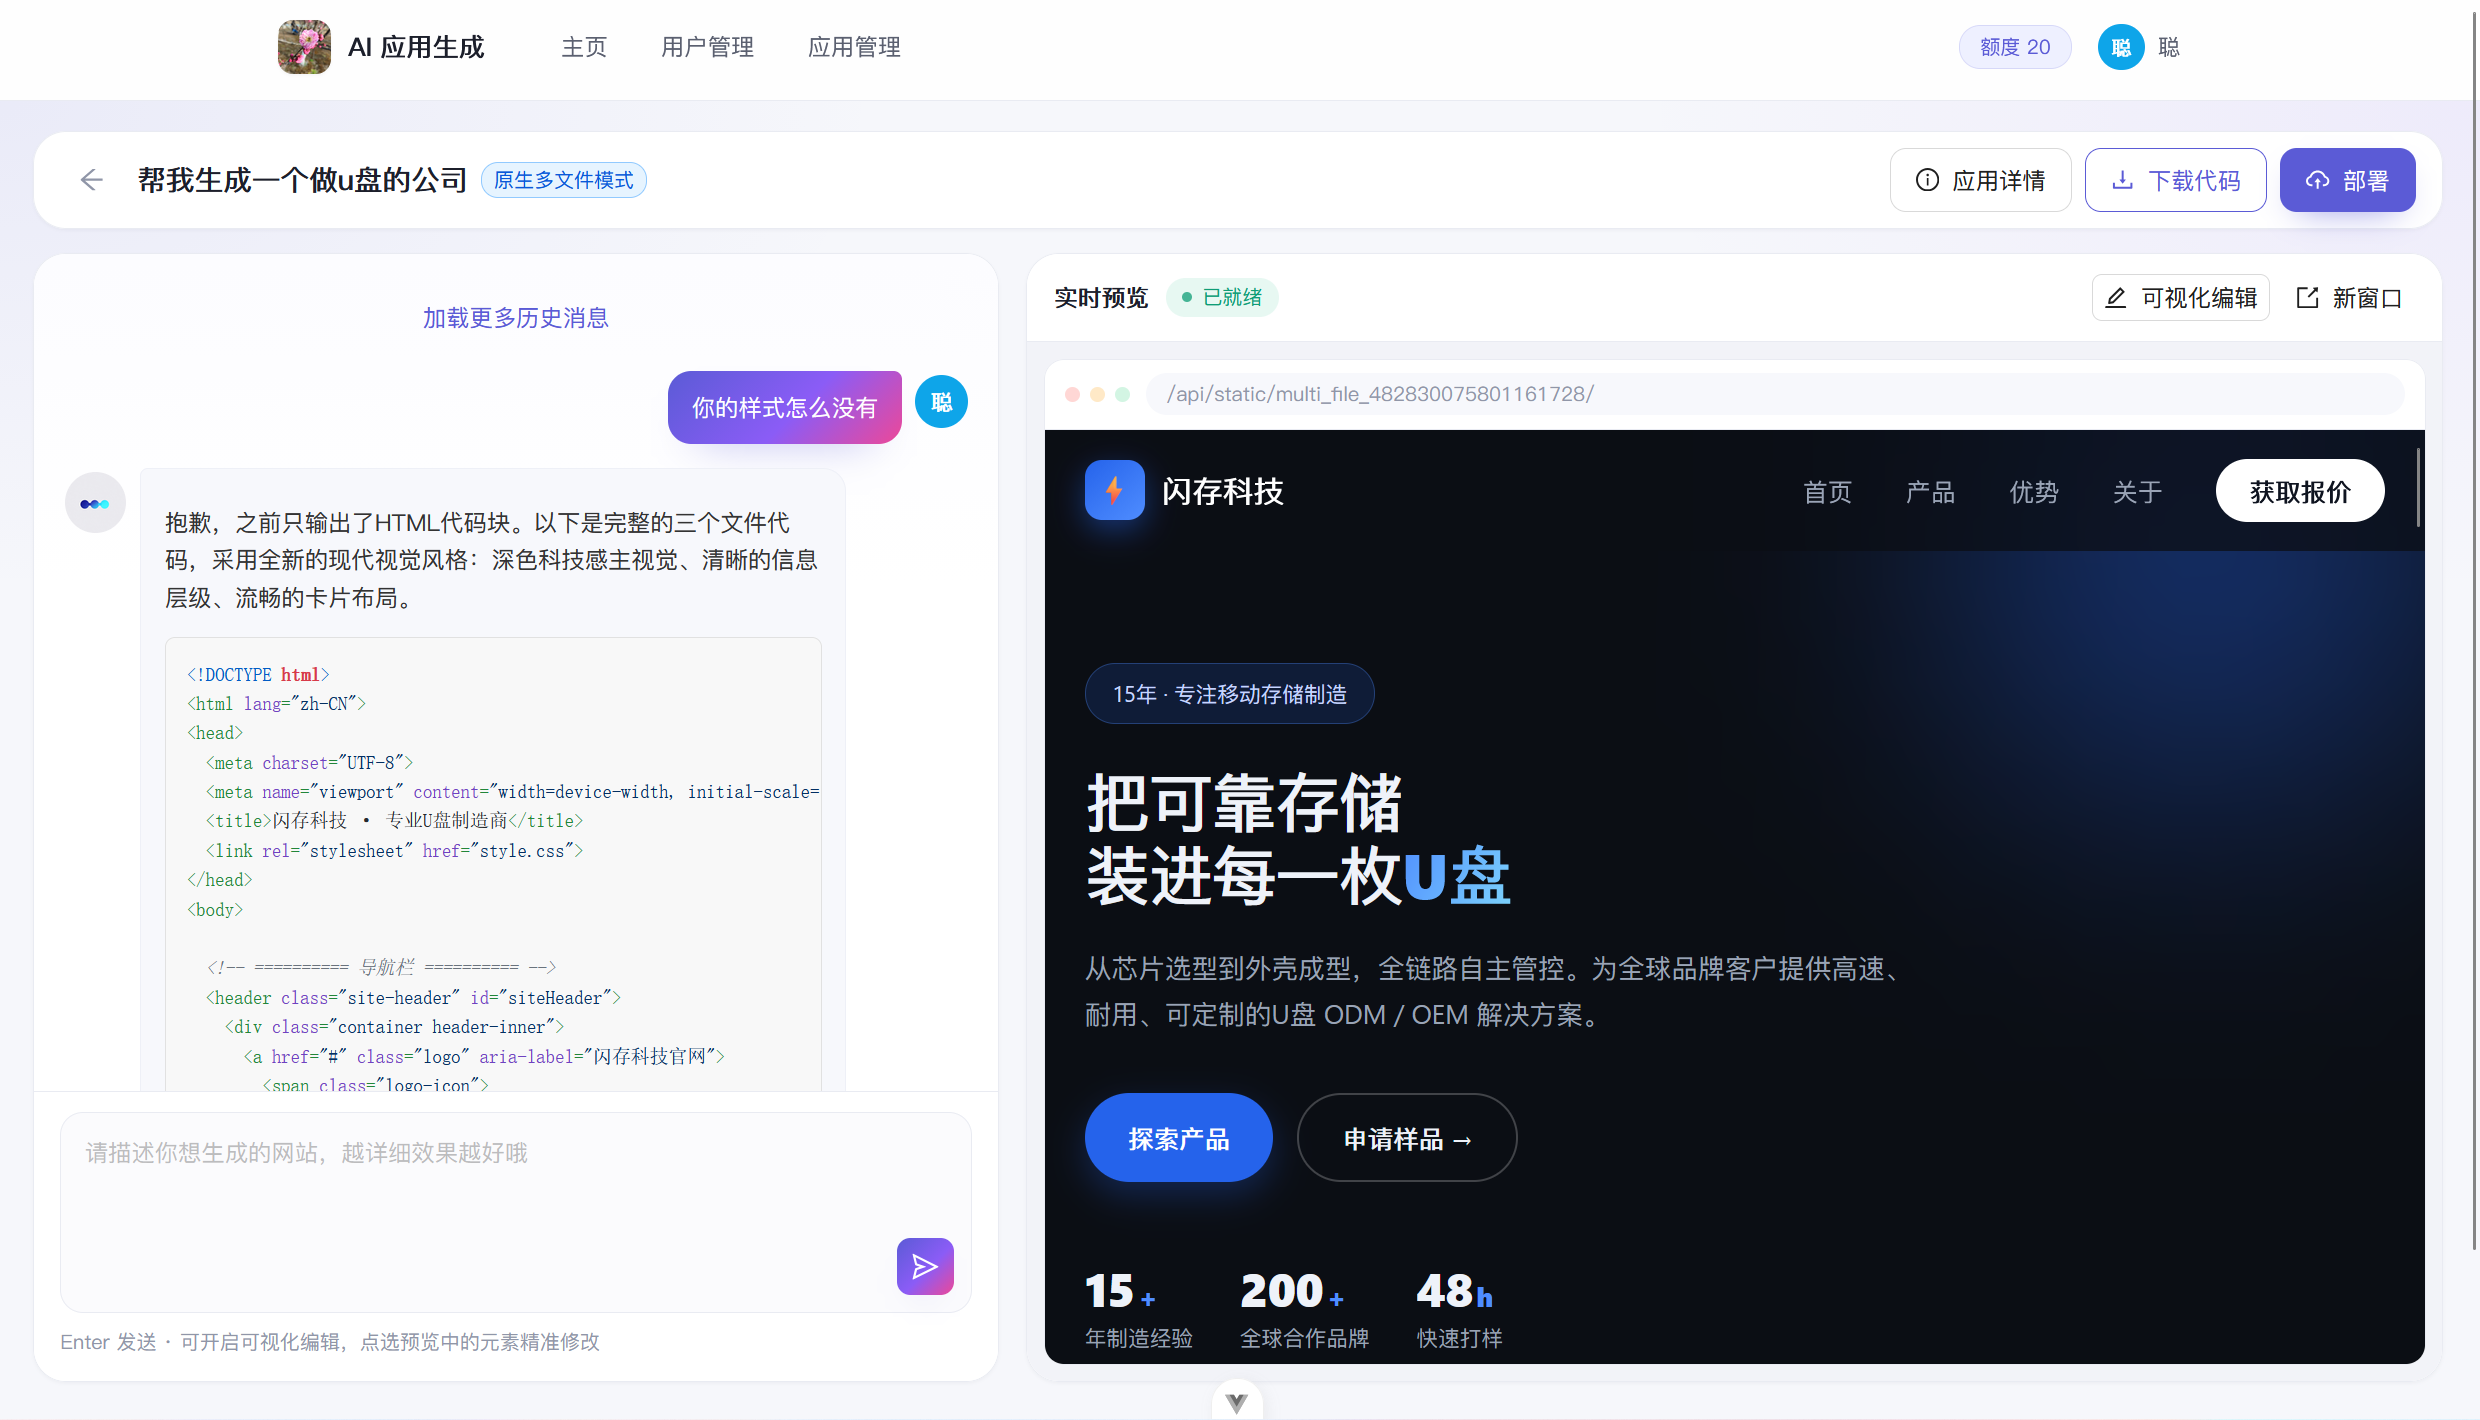 AI 应用生成
主页
用户管理
应用管理
额度 20
聪
聪
帮我生成一个做u盘的公司
原生多文件模式
应用详情
下载代码
部署
加载更多历史消息
你的样式怎么没有
聪
抱歉，之前只输出了HTML代码块。以下是完整的三个文件代
码，采用全新的现代视觉风格：深色科技感主视觉、清晰的信息
层级、流畅的卡片布局。
<!DOCTYPE html>
<html lang="zh-CN">
<head>
<meta charset="UTF-8">
<meta name="viewport" content="width=device-width, initial-scale=
<title>闪存科技 · 专业U盘制造商</title>
<link rel="stylesheet" href="style.css">
</head>
<body>
<!-- ========== 导航栏 ========== -->
<header class="site-header" id="siteHeader">
<div class="container header-inner">
<a href="#" class="logo" aria-label="闪存科技官网">
<span class="logo-icon">
请描述你想生成的网站，越详细效果越好哦
Enter 发送 · 可开启可视化编辑，点选预览中的元素精准修改
实时预览
已就绪
可视化编辑
新窗口
/api/static/multi_file_482830075801161728/
闪存科技
首页
产品
优势
关于
获取报价
15年 · 专注移动存储制造
把可靠存储
装进每一枚U盘
从芯片选型到外壳成型，全链路自主管控。为全球品牌客户提供高速、
耐用、可定制的U盘 ODM / OEM 解决方案。
探索产品
申请样品 →
15 +
200 +
48h
年制造经验
全球合作品牌
快速打样